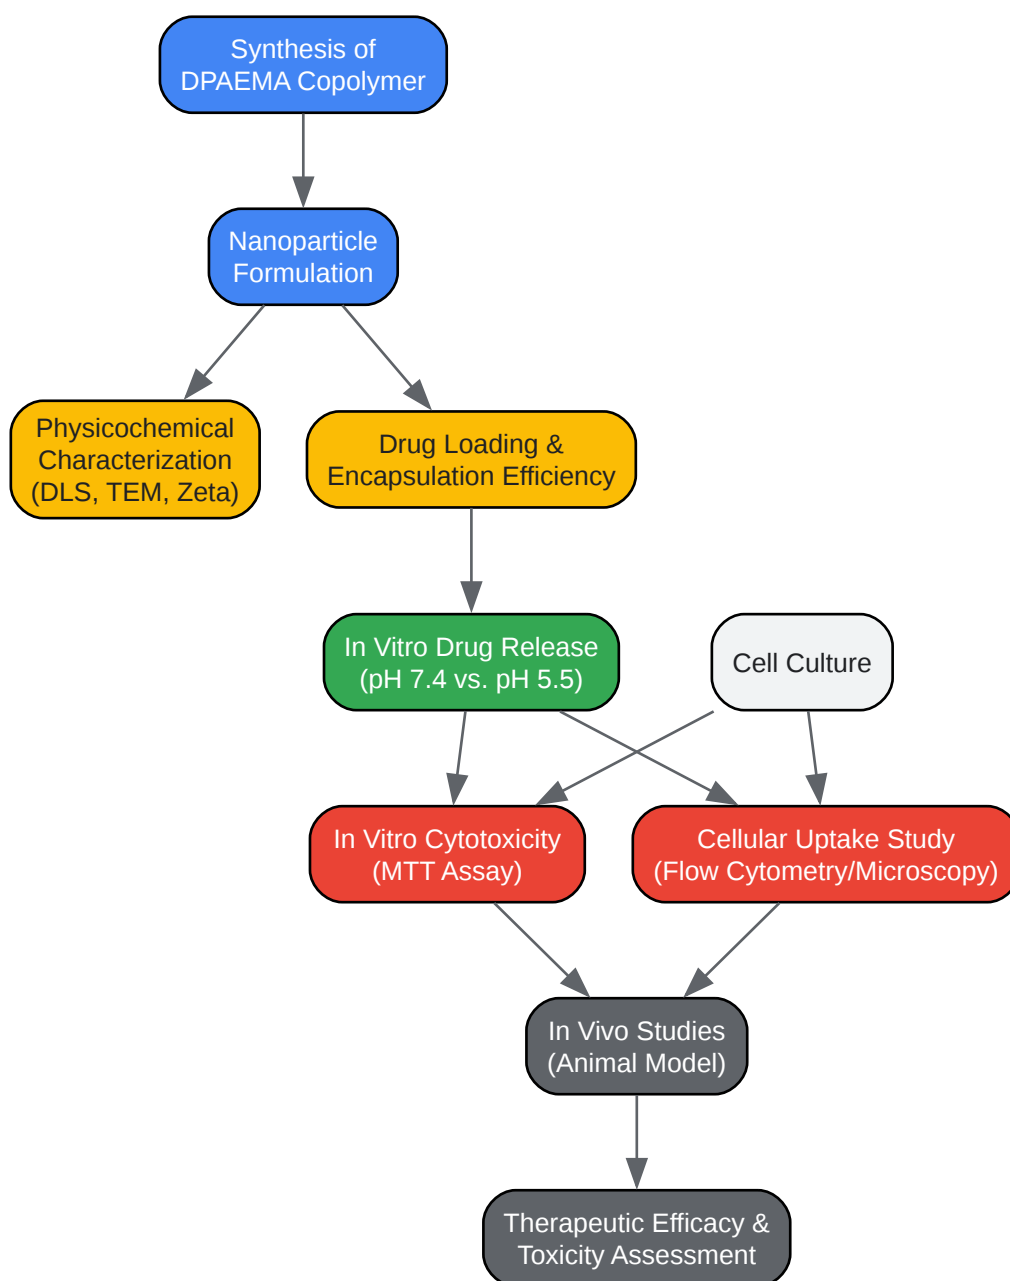 Synthesis of
DPAEMA Copolymer
Nanoparticle
Formulation
Physicochemical
Characterization
(DLS, TEM, Zeta)
Drug Loading &
Encapsulation Efficiency
In Vitro Drug Release
(pH 7.4 vs. pH 5.5)
Cell Culture
In Vitro Cytotoxicity
(MTT Assay)
Cellular Uptake Study
(Flow Cytometry/Microscopy)
In Vivo Studies
(Animal Model)
Therapeutic Efficacy &
Toxicity Assessment